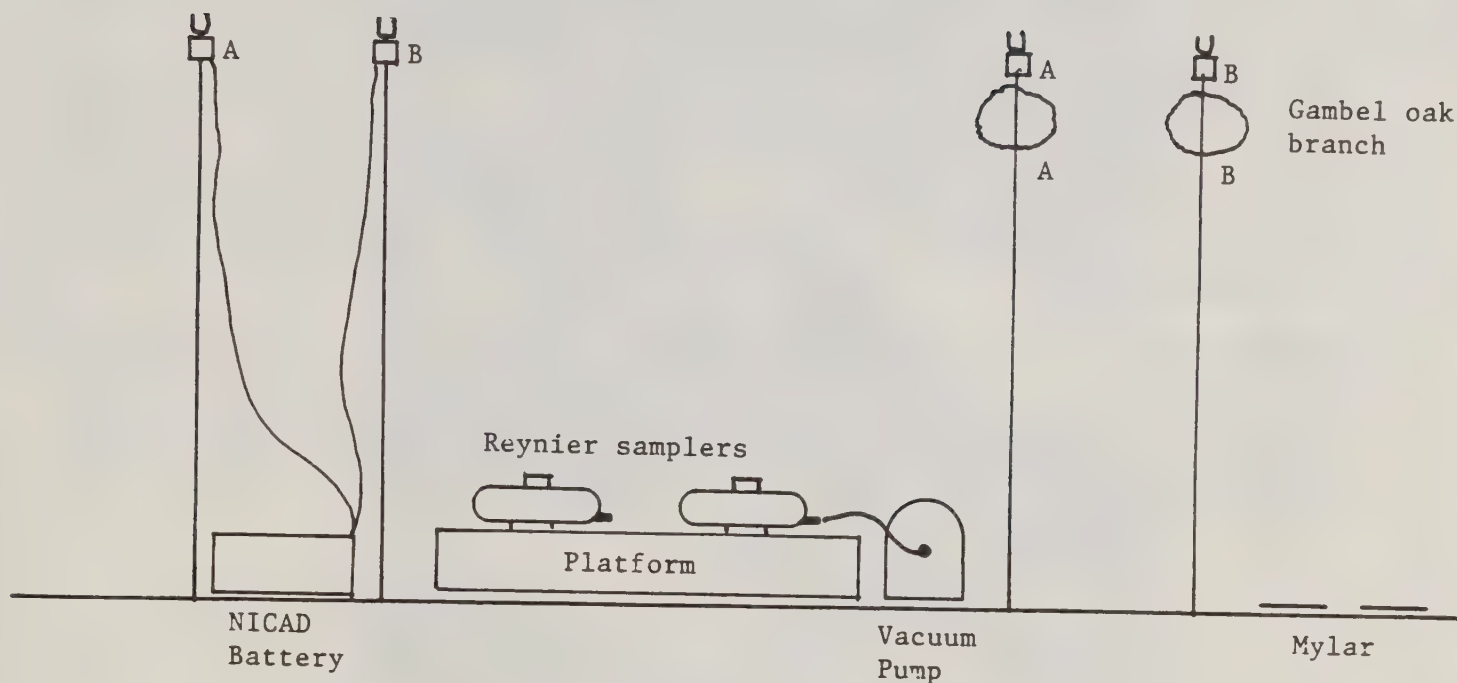 A
B
A
B
Gambel oak
branch
A
B
Reynier samplers
Platform
NICAD
Battery
Vacuum
Pump
Mylar